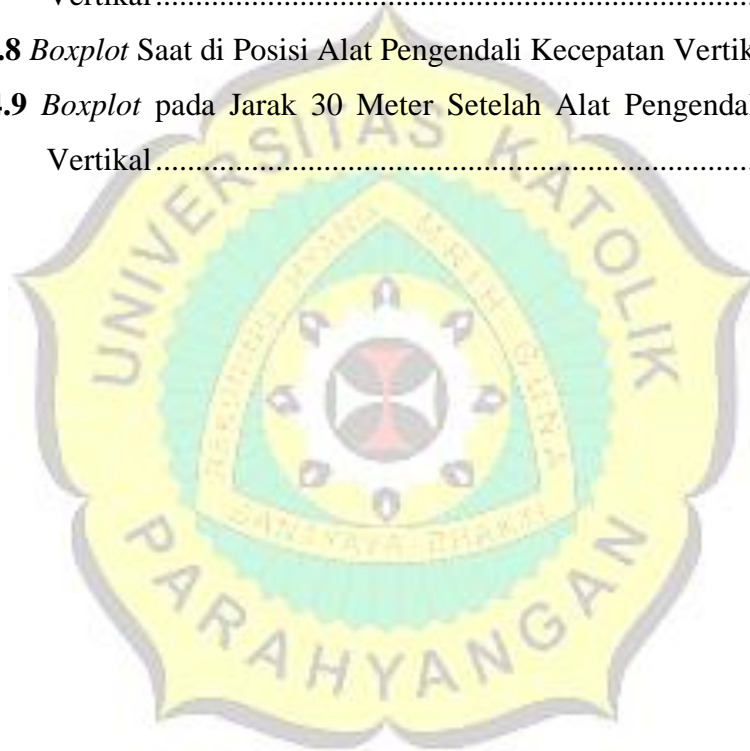 Vertikal....................................................................................
.8 Boxplot Saat di Posisi Alat Pengendali Kecepatan Vertik
4.9 Boxplot pada Jarak 30 Meter Setelah Alat Pengendal
Vertikal....................................................................................
UNIVERSITAS KATOLIK
PARAHYANGAN